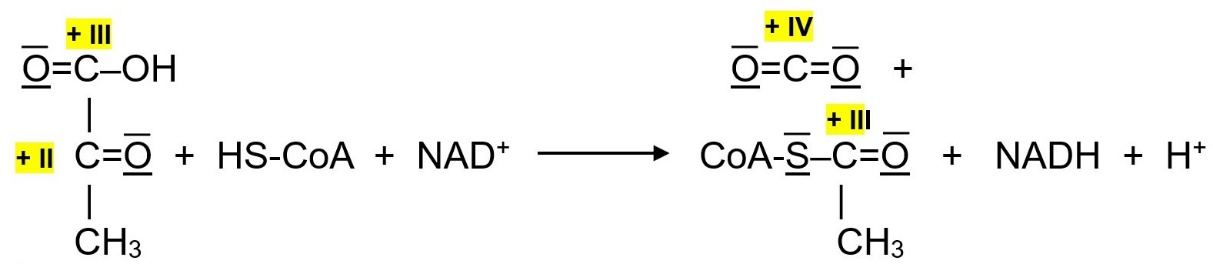 + III + IV
O=C–OH O=C=O +
+ III
+ II C=O + HS-CoA + NAD⁺ ⟶ CoA-S–C=O + NADH + H⁺
CH₃ CH₃